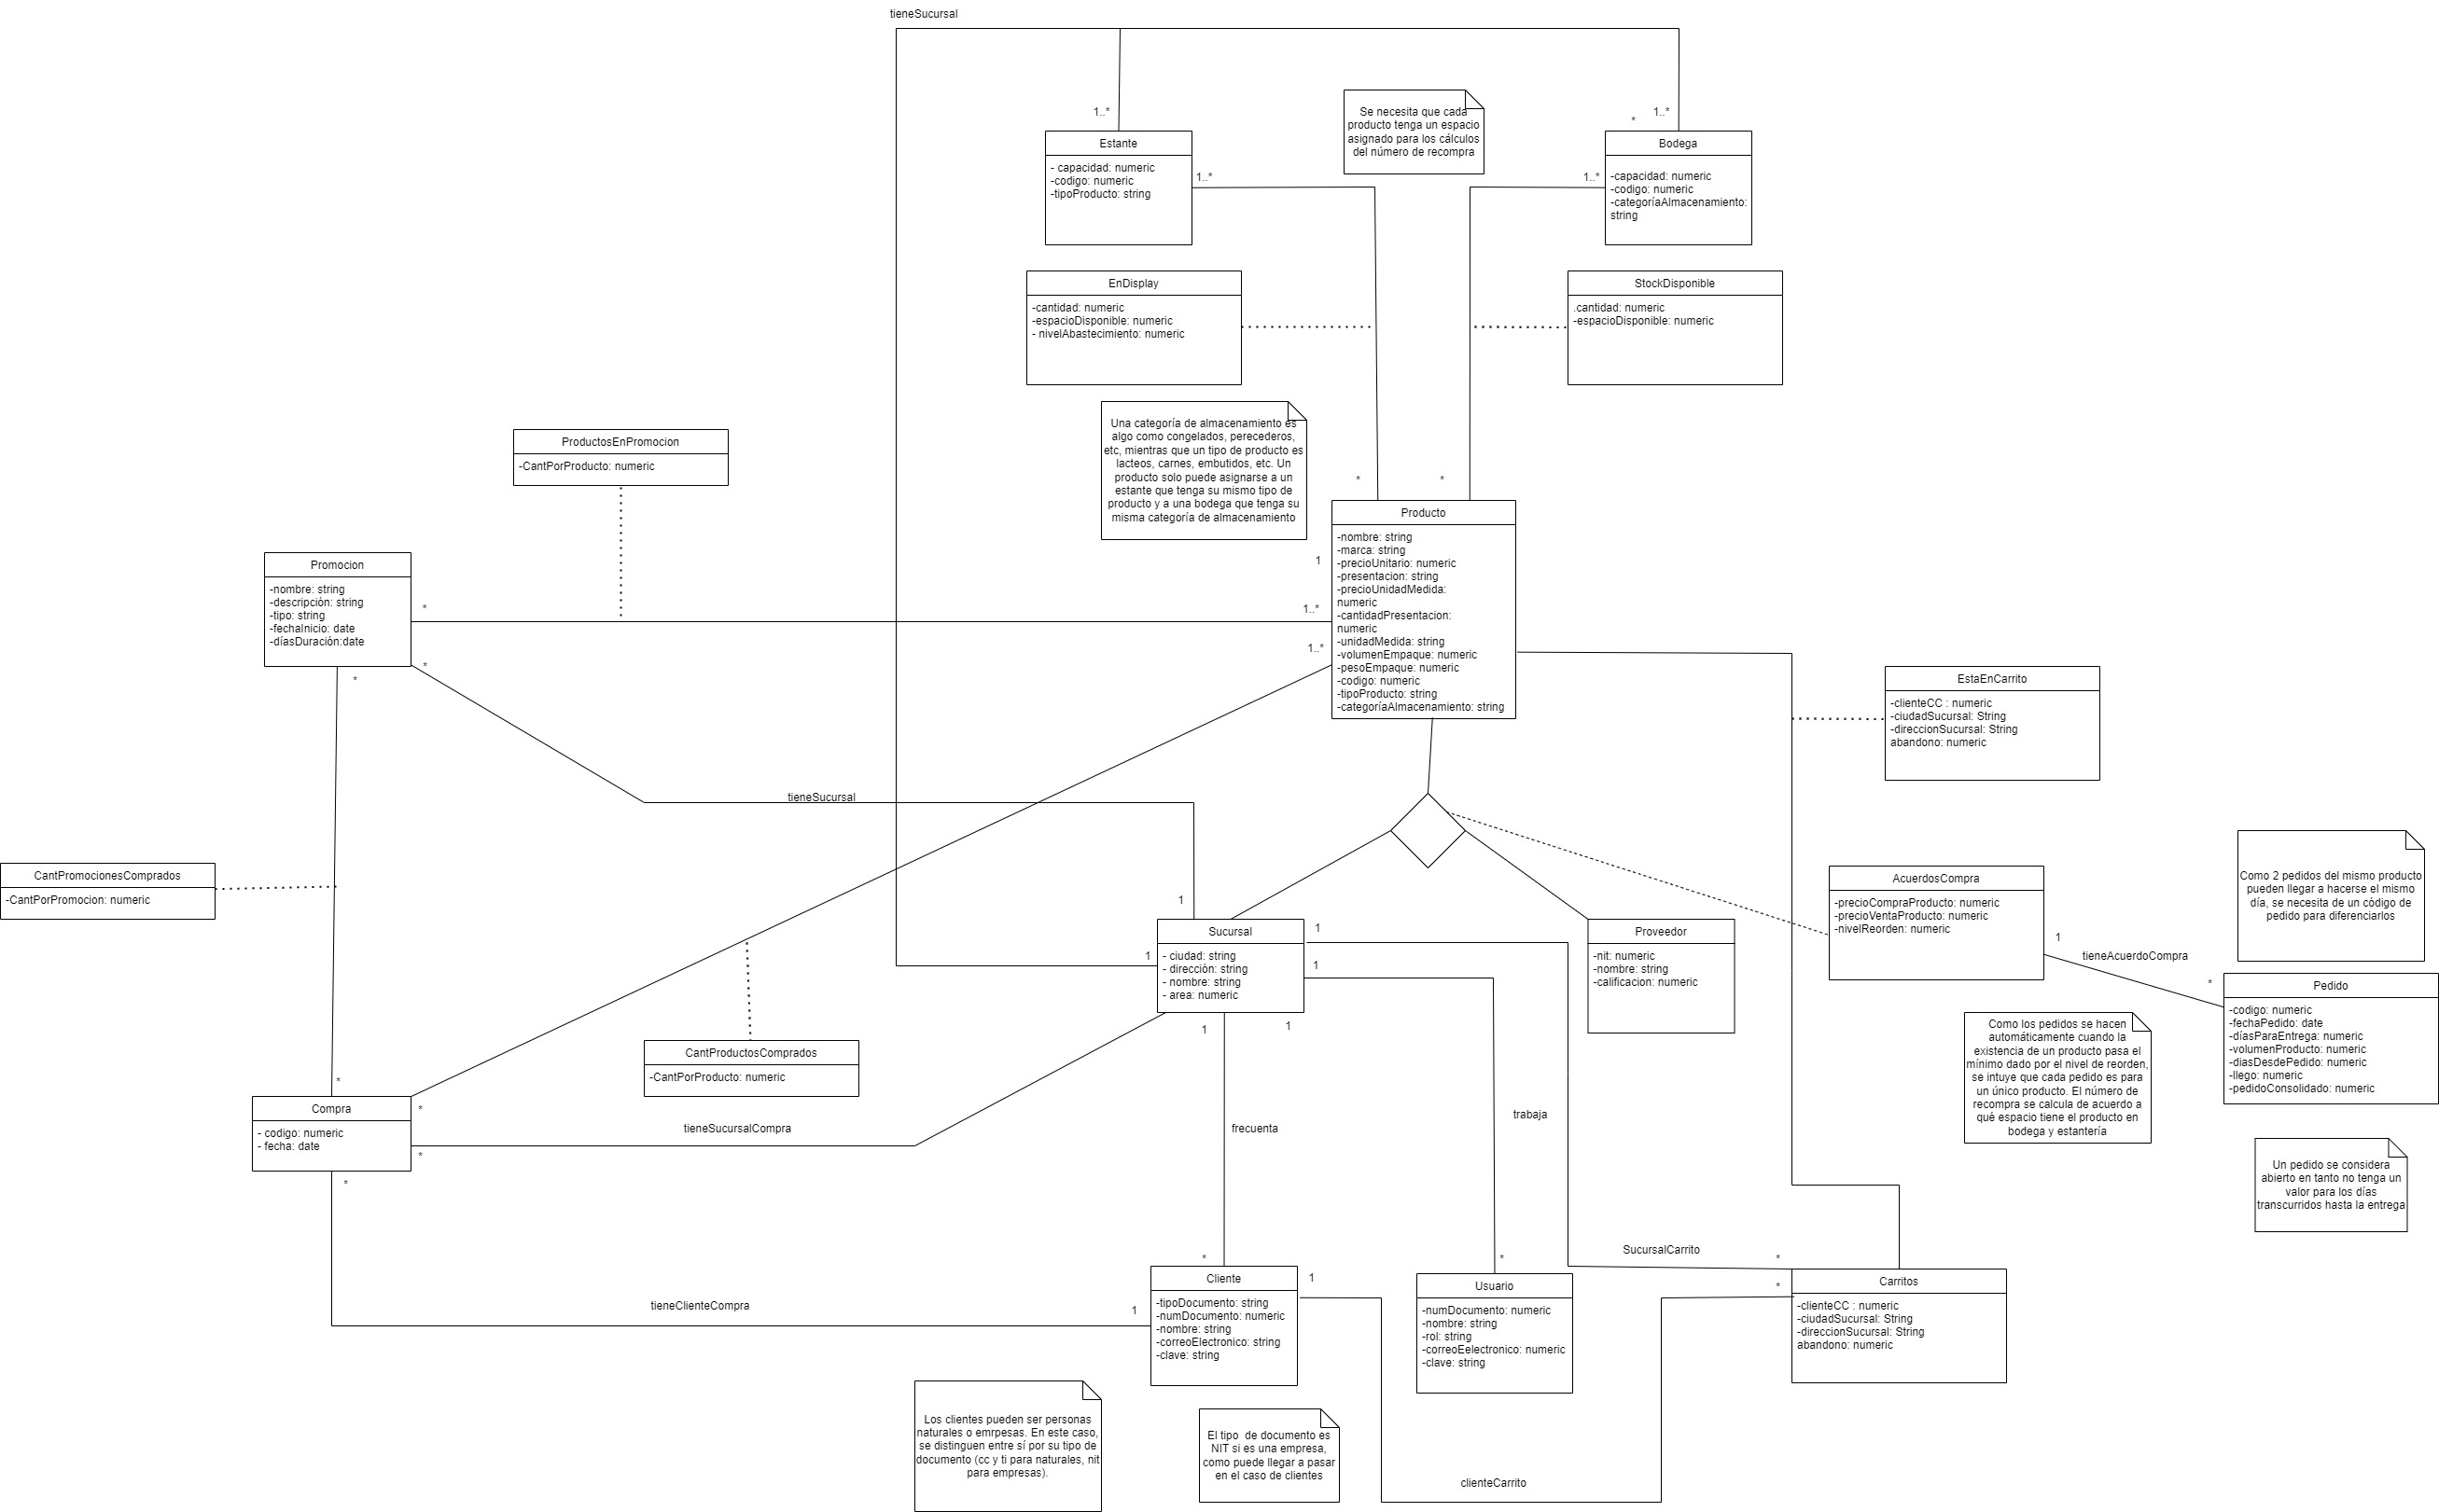 tieneSucursal
1..*
*
1..*
Estante
- capacidad: numeric
-codigo: numeric
-tipoProducto: string
1..*
Se necesita que cada
producto tenga un espacio
asignado para los cálculos
del número de recompra
1..*
Bodega
-capacidad: numeric
-codigo: numeric
-categoríaAlmacenamiento:
string
EnDisplay
-cantidad: numeric
-espacioDisponible: numeric
- nivelAbastecimiento: numeric
StockDisponible
.cantidad: numeric
-espacioDisponible: numeric
Una categoría de almacenamiento es
algo como congelados, perecederos,
etc, mientras que un tipo de producto es
lacteos, carnes, embutidos, etc. Un
producto solo puede asignarse a un
estante que tenga su mismo tipo de
producto y a una bodega que tenga su
misma categoría de almacenamiento
*
*
ProductosEnPromocion
-CantPorProducto: numeric
Producto
-nombre: string
-marca: string
-precioUnitario: numeric
-presentacion: string
-precioUnidadMedida:
numeric
-cantidadPresentacion:
numeric
-unidadMedida: string
-volumenEmpaque: numeric
-pesoEmpaque: numeric
-codigo: numeric
-tipoProducto: string
-categoríaAlmacenamiento: string
1
1..*
1..*
Promocion
-nombre: string
-descripción: string
-tipo: string
-fechaInicio: date
-díasDuración:date
*
*
*
EstaEnCarrito
-clienteCC : numeric
-ciudadSucursal: String
-direccionSucursal: String
abandono: numeric
tieneSucursal
CantPromocionesComprados
-CantPorPromocion: numeric
Como 2 pedidos del mismo producto
pueden llegar a hacerse el mismo
día, se necesita de un código de
pedido para diferenciarlos
AcuerdosCompra
-precioCompraProducto: numeric
-precioVentaProducto: numeric
-nivelReorden: numeric
1
tieneAcuerdoCompra
*
1
1
Sucursal
- ciudad: string
- dirección: string
- nombre: string
- area: numeric
1
1
1
1
Proveedor
-nit: numeric
-nombre: string
-calificacion: numeric
Pedido
-codigo: numeric
-fechaPedido: date
-díasParaEntrega: numeric
-volumenProducto: numeric
-diasDesdePedido: numeric
-llego: numeric
-pedidoConsolidado: numeric
Como los pedidos se hacen
automáticamente cuando la
existencia de un producto pasa el
mínimo dado por el nivel de reorden,
se intuye que cada pedido es para
un único producto. El número de
recompra se calcula de acuerdo a
qué espacio tiene el producto en
bodega y estantería
CantProductosComprados
-CantPorProducto: numeric
*
Compra
- codigo: numeric
- fecha: date
*
*
*
tieneSucursalCompra
frecuenta
trabaja
Un pedido se considera
abierto en tanto no tenga un
valor para los días
transcurridos hasta la entrega
SucursalCarrito
*
*
*
*
tieneClienteCompra
1
Cliente
-tipoDocumento: string
-numDocumento: numeric
-nombre: string
-correoElectronico: string
-clave: string
1
Usuario
-numDocumento: numeric
-nombre: string
-rol: string
-correoEelectronico: numeric
-clave: string
Carritos
-clienteCC : numeric
-ciudadSucursal: String
-direccionSucursal: String
abandono: numeric
Los clientes pueden ser personas
naturales o emrpesas. En este caso,
se distinguen entre sí por su tipo de
documento (cc y ti para naturales, nit
para empresas).
El tipo de documento es
NIT si es una empresa,
como puede llegar a pasar
en el caso de clientes
clienteCarrito